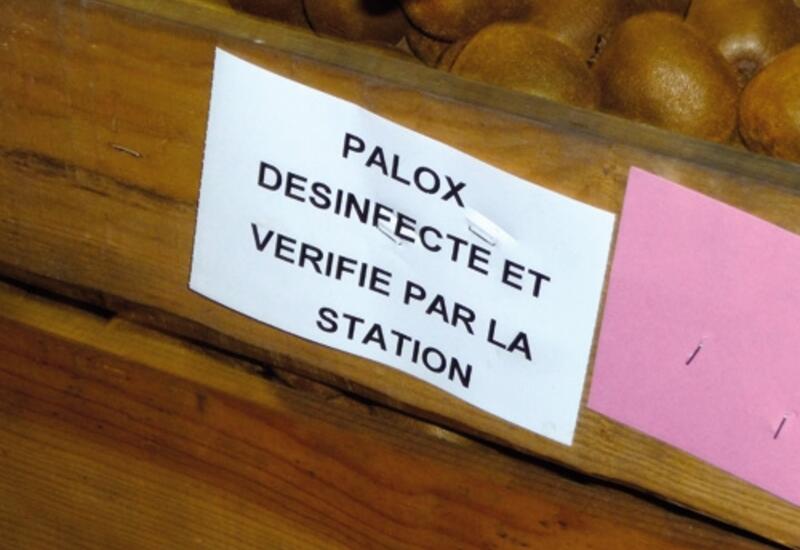 PALOX
DESINFECTE ET
VERIFIE PAR LA
STATION